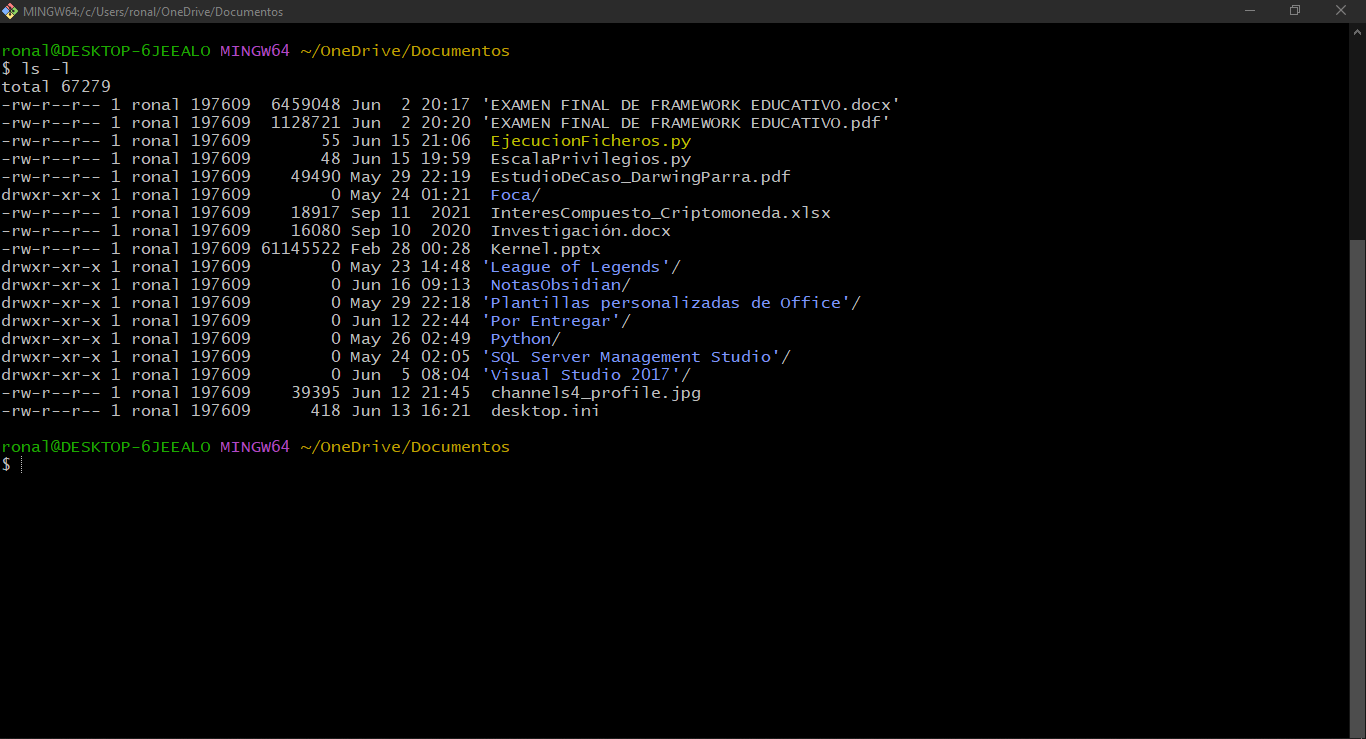 MINGW64:/c/Users/ronal/OneDrive/Documentos
ronal@DESKTOP-6JEEALO MINGW64 ~/OneDrive/Documentos
$ ls -l
total 67279
-rw-r--r-- 1 ronal 197609  6459048 Jun  2 20:17 'EXAMEN FINAL DE FRAMEWORK EDUCATIVO.docx'
-rw-r--r-- 1 ronal 197609  1128721 Jun  2 20:20 'EXAMEN FINAL DE FRAMEWORK EDUCATIVO.pdf'
-rw-r--r-- 1 ronal 197609       55 Jun 15 21:06  EjecucionFicheros.py
-rw-r--r-- 1 ronal 197609       48 Jun 15 19:59  EscalaPrivilegios.py
-rw-r--r-- 1 ronal 197609    49490 May 29 22:19  EstudioDeCaso_DarwingParra.pdf
drwxr-xr-x 1 ronal 197609        0 May 24 01:21  Foca/
-rw-r--r-- 1 ronal 197609    18917 Sep 11  2021  InteresCompuesto_Criptomoneda.xlsx
-rw-r--r-- 1 ronal 197609    16080 Sep 10  2020  Investigación.docx
-rw-r--r-- 1 ronal 197609 61145522 Feb 28 00:28  Kernel.pptx
drwxr-xr-x 1 ronal 197609        0 May 23 14:48 'League of Legends'/
drwxr-xr-x 1 ronal 197609        0 Jun 16 09:13  NotasObsidian/
drwxr-xr-x 1 ronal 197609        0 May 29 22:18 'Plantillas personalizadas de Office'/
drwxr-xr-x 1 ronal 197609        0 Jun 12 22:44 'Por Entregar'/
drwxr-xr-x 1 ronal 197609        0 May 26 02:49  Python/
drwxr-xr-x 1 ronal 197609        0 May 24 02:05 'SQL Server Management Studio'/
drwxr-xr-x 1 ronal 197609        0 Jun  5 08:04 'Visual Studio 2017'/
-rw-r--r-- 1 ronal 197609    39395 Jun 12 21:45  channels4_profile.jpg
-rw-r--r-- 1 ronal 197609      418 Jun 13 16:21  desktop.ini
ronal@DESKTOP-6JEEALO MINGW64 ~/OneDrive/Documentos
$